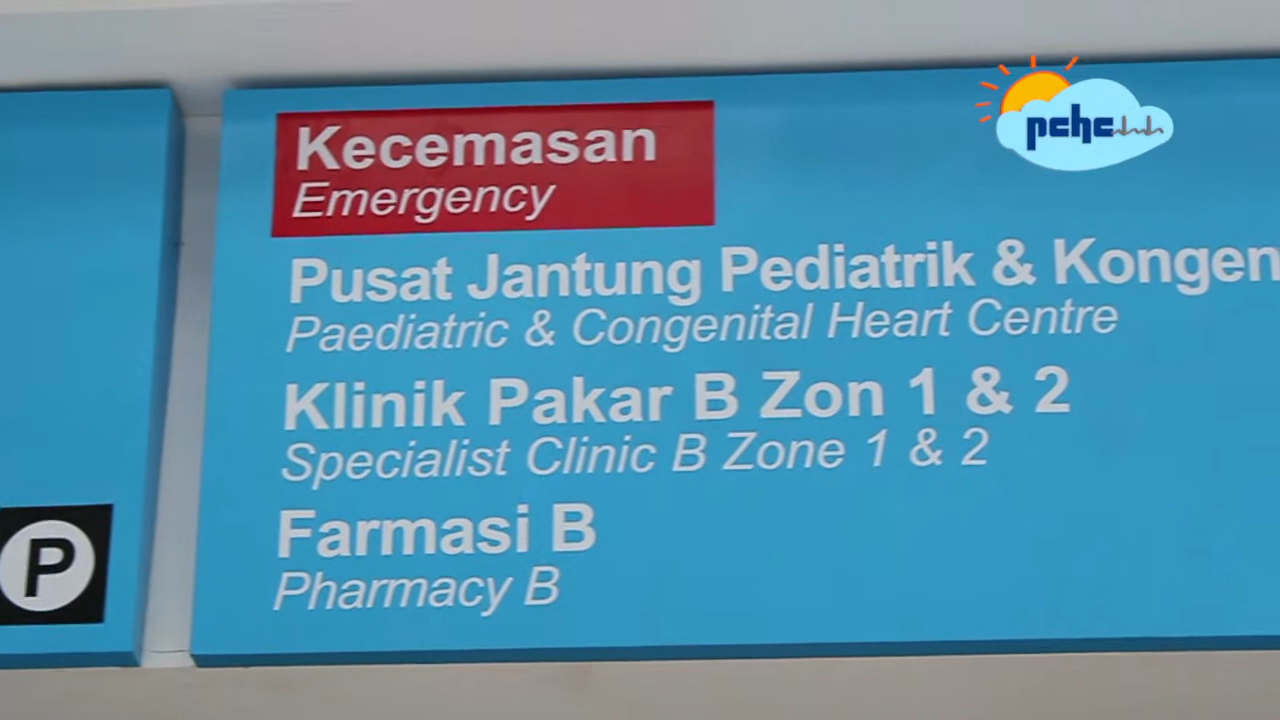 pchc
Kecemasan
Emergency
Pusat Jantung Pediatrik &
Paediatric & Congenital Heart Centre
Klinik Pakar B Zon 1 & 2
Specialist Clinic B Zone 1 & 2
Farmasi B
Pharmacy B
P